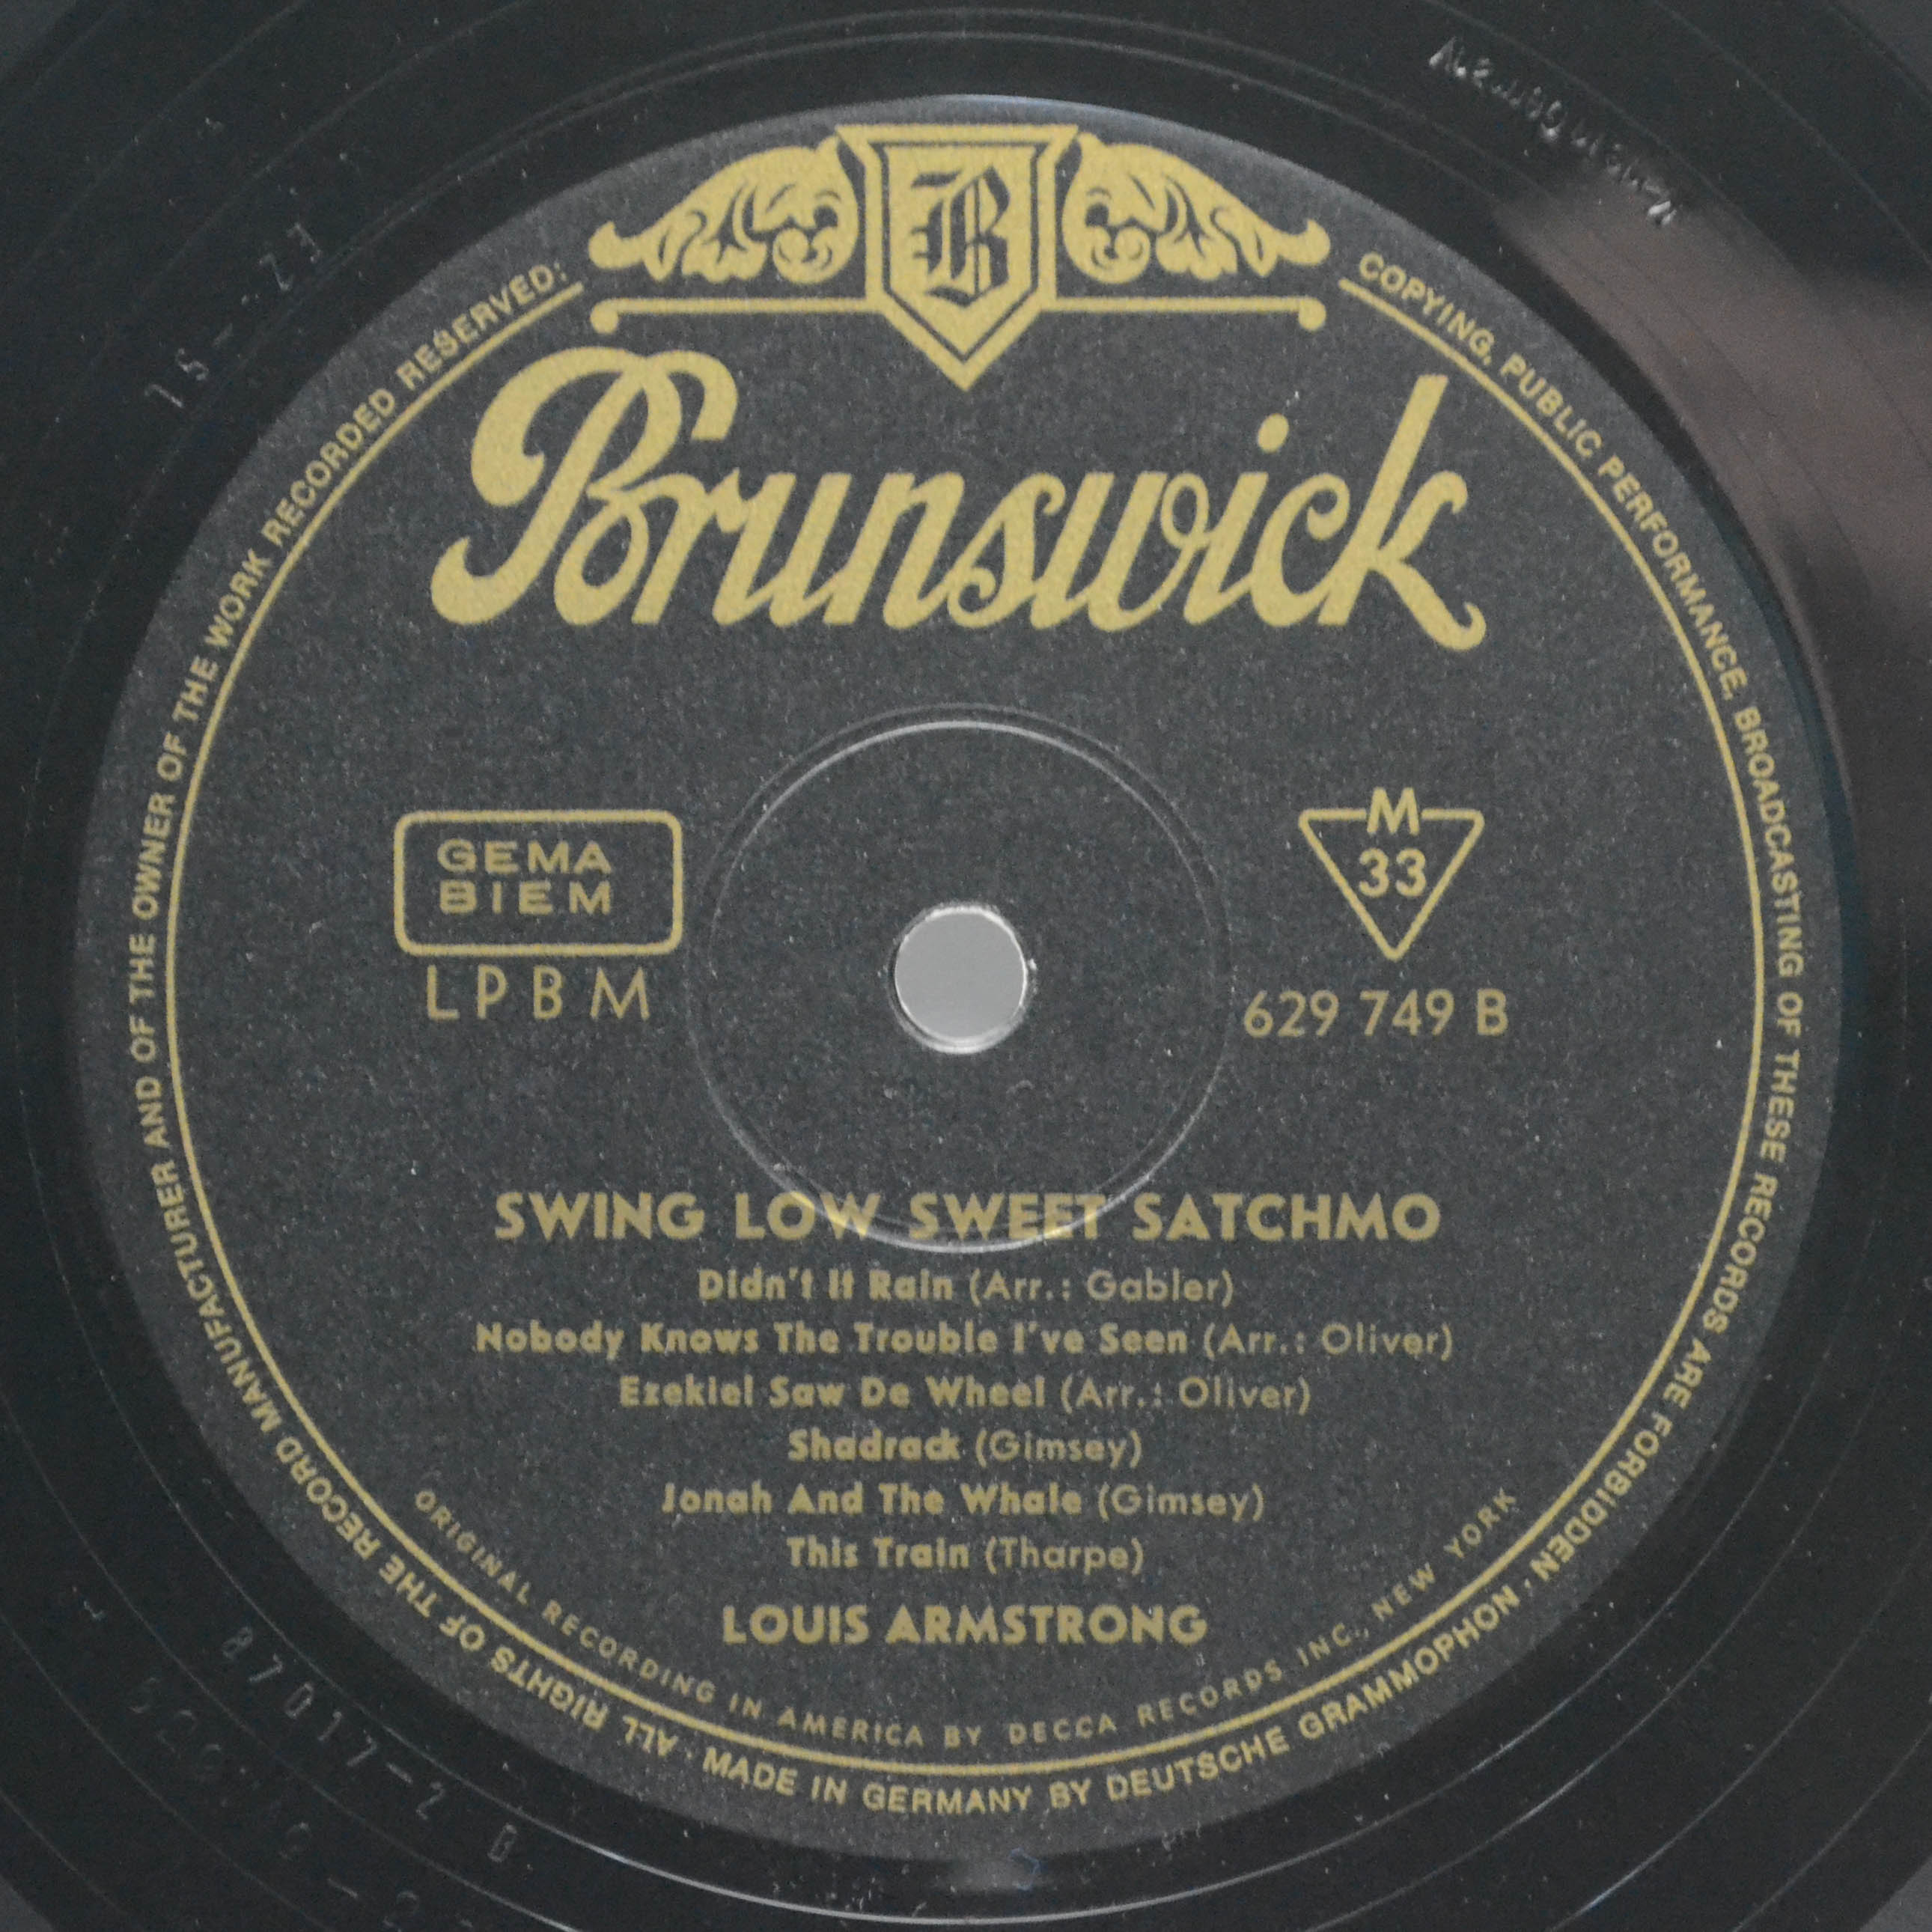 B
Brunswick
GEMA
BIEM
LPBM
M
33
629 749 B
SWING LOW SWEET SATCHMO
Didn't It Rain (Arr.: Gabler)
Nobody Knows The Trouble I've Seen (Arr.: Oliver)
Ezekiel Saw De Wheel (Arr.: Oliver)
Shadrack (Gimsey)
Jonah And The Whale (Gimsey)
This Train (Tharpe)
LOUIS ARMSTRONG
ORIGINAL RECORDING IN AMERICA BY DECCA RECORDS INC., NEW YORK
ALL RIGHTS OF THE RECORD MANUFACTURER AND OF THE OWNER OF THE WORK RECORDED RESERVED: COPYING, PUBLIC PERFORMANCE, BROADCASTING OF THESE RECORDS ARE FORBIDDEN · MADE IN GERMANY BY DEUTSCHE GRAMMOPHON ·
87017-2 B